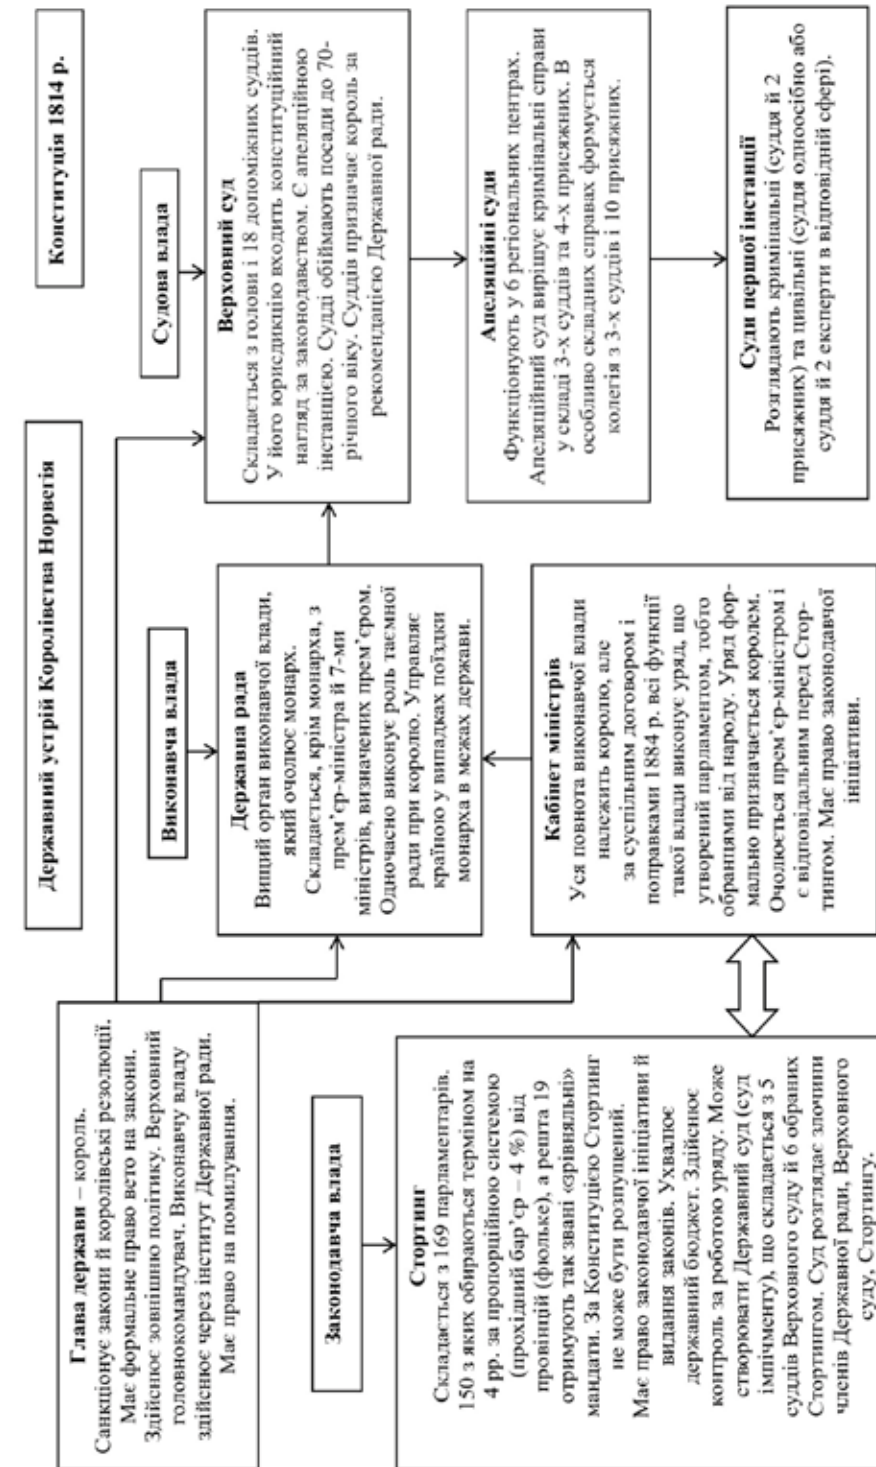 Державний устрій Королівства Норвегія
Конституція 1814 р.
Глава держави – король.
Санкціонує закони й королівські резолюції.
Має формальне право вето на закони.
Здійснює зовнішню політику. Верховний
головнокомандувач. Виконавчу владу
здійснює через інститут Державної ради.
Має право на помилування.
Законодавча влада
Стортинг
Складається з 169 парламентарів.
150 з яких обираються терміном на
4 рр. за пропорційною системою
(прохідний бар’єр – 4 %) від
провінцій (фюльке), а решта 19
отримують так звані «зрівняльні»
мандати. За Конституцією Стортинг
не може бути розпущений.
Має право законодавчої ініціативи й
видання законів. Ухвалює
державний бюджет. Здійснює
контроль за роботою уряду. Може
створювати Державний суд (суд
імпічменту), що складається з 5
суддів Верховного суду й 6 обраних
Стортингом. Суд розглядає злочини
членів Державної ради, Верховного
суду, Стортингу.
Виконавча влада
Державна рада
Вищий орган виконавчої влади,
який очолює монарх.
Складається, крім монарха, з
прем’єр-міністра й 7-ми
міністрів, визначених прем’єром.
Одночасно виконує роль таємної
ради при королю. Управляє
країною у випадках поїздки
монарха в межах держави.
Кабінет міністрів
Уся повнота виконавчої влади
належить королю, але
за суспільним договором і
поправками 1884 р. всі функції
такої влади виконує уряд, що
утворений парламентом, тобто
обранцями від народу. Уряд фор-
мально призначається королем.
Очолюється прем’єр-міністром і
є відповідальним перед Стор-
тингом. Має право законодавчої
ініціативи.
Судова влада
Верховний суд
Складається з голови і 18 допоміжних суддів.
У його юрисдикцію входить конституційний
нагляд за законодавством. Є апеляційною
інстанцією. Судді обіймають посади до 70-
річного віку. Суддів призначає король за
рекомендацією Державної ради.
Апеляційні суди
Функціонують у 6 регіональних центрах.
Апеляційний суд вирішує кримінальні справи
у складі 3-х суддів та 4-х присяжних. В
особливо складних справах формується
колегія з 3-х суддів і 10 присяжних.
Суди першої інстанції
Розглядають кримінальні (суддя й 2
присяжних) та цивільні (суддя одноосібно або
суддя й 2 експерти в відповідній сфері).